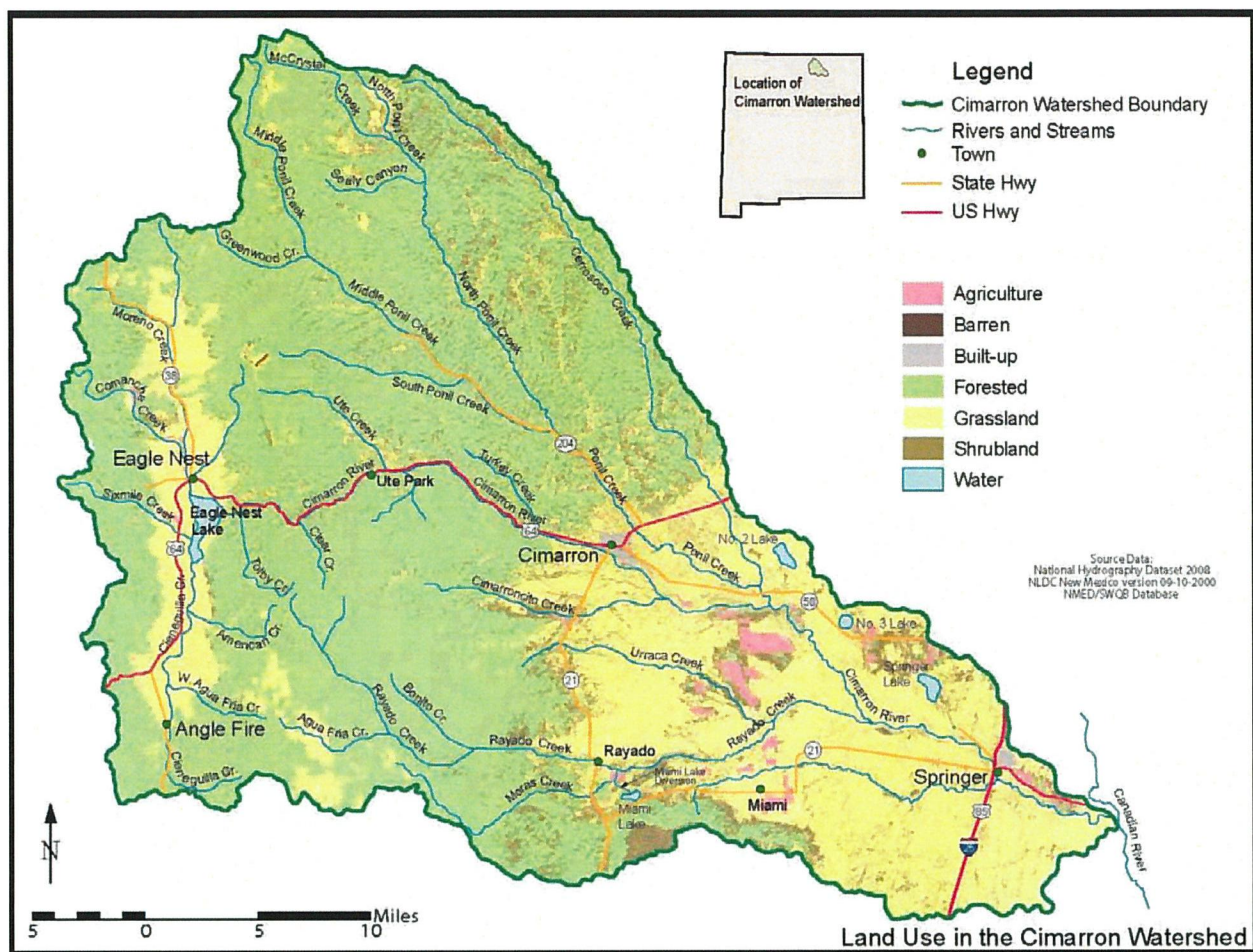 Location of
Cimarron Watershed
Legend
Cimarron Watershed Boundary
Rivers and Streams
Town
State Hwy
US Hwy
Agriculture
Barren
Built-up
Forested
Grassland
Shrubland
Water
Source Data:
National Hydrography Dataset 2008
NLDC New Mexico version 09-10-2000
NMED/SWQB Database
McCrystal
Creek
North Ponil Creek
Middle Ponil Creek
Sealy Canyon
Greenwood Cr.
Cerrososo Creek
Middle Ponil Creek
North Ponil Creek
Moreno Creek
38
Comanche
Creek
South Ponil Creek
Ute Creek
204
Ponil Creek
Turkey Creek
Eagle Nest
Cimarron River
Ute Park
Cimarron River
Sixmile Creek
Eagle Nest
Lake
64
64
Clear Cr.
Cimarron
No. 2 Lake
Ponil Creek
Tolby Cr.
Cimarroncito Creek
58
Cieneguilla Cr.
American Cr.
No. 3 Lake
Urraca Creek
Springer
Lake
21
W. Agua Fria Cr.
Rayado
Creek
Bonito Cr.
Cimarron River
Angle Fire
Agua Fria Cr.
Rayado Creek
Rayado
Rayado Creek
21
Cieneguilla Cr.
Moras Creek
Miami Lake
Diversion
Miami
Lake
Miami
Springer
85
Canadian River
N
5 0 5 10 Miles
Land Use in the Cimarron Watershed